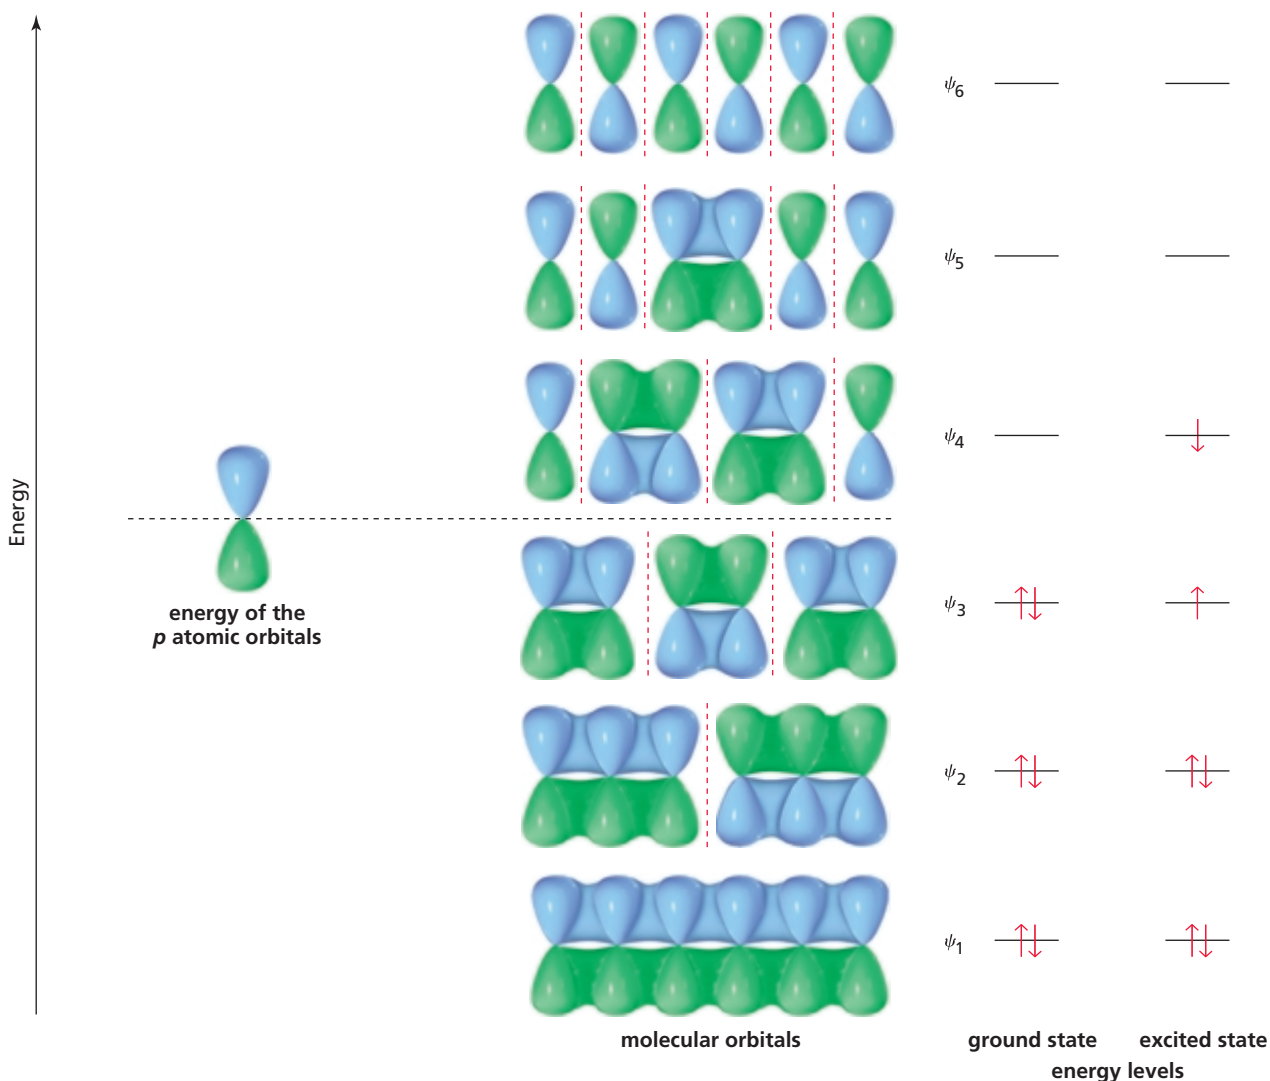 Energy
energy of the
p atomic orbitals
ψ6
ψ5
ψ4
ψ3
ψ2
ψ1
molecular orbitals
ground state
excited state
energy levels